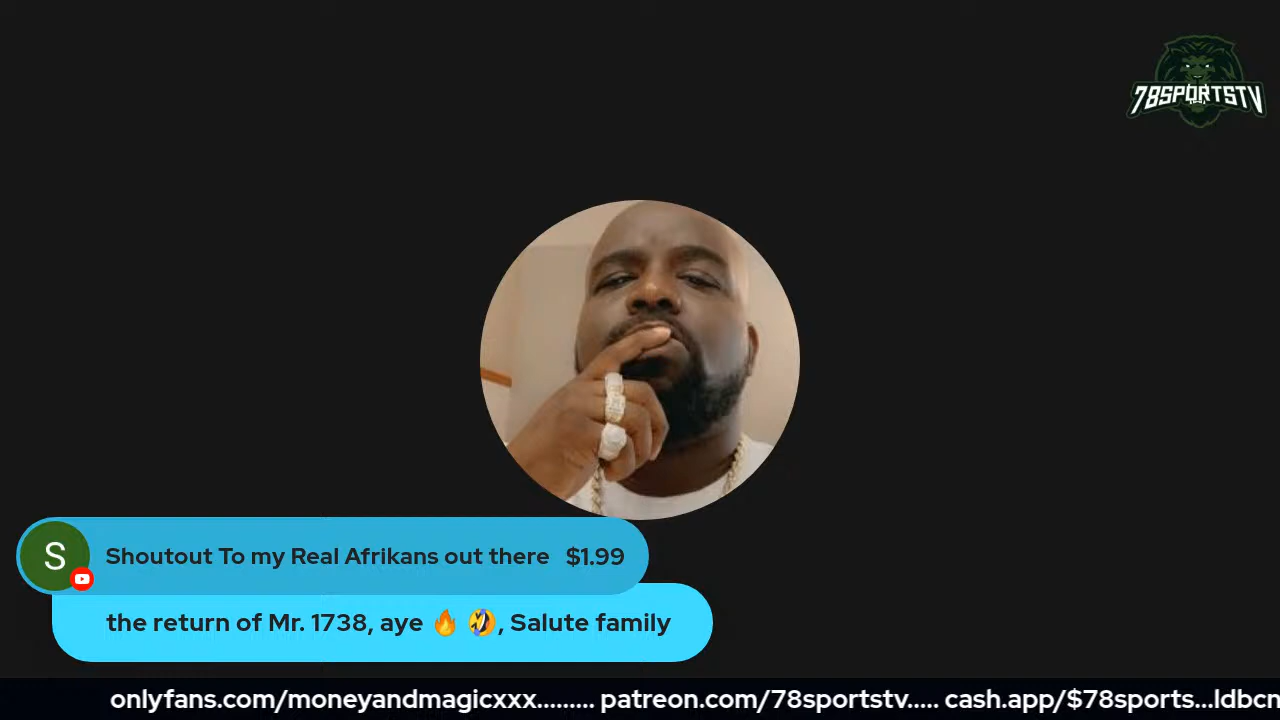 78SPORTSTV
S
Shoutout To my Real Afrikans out there $1.99
the return of Mr. 1738, aye 🔥 🤣, Salute family
onlyfans.com/moneyandmagicxxx......... patreon.com/78sportstv..... cash.app/$78sports...ldbcn